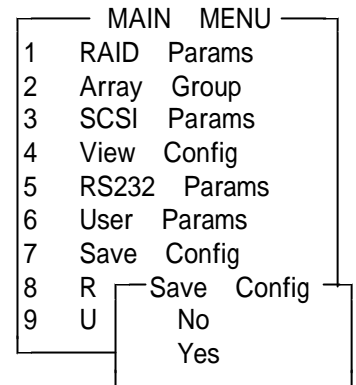 MAIN MENU
1 RAID Params
2 Array Group
3 SCSI Params
4 View Config
5 RS232 Params
6 User Params
7 Save Config
8 R
9 U
Save Config
No
Yes